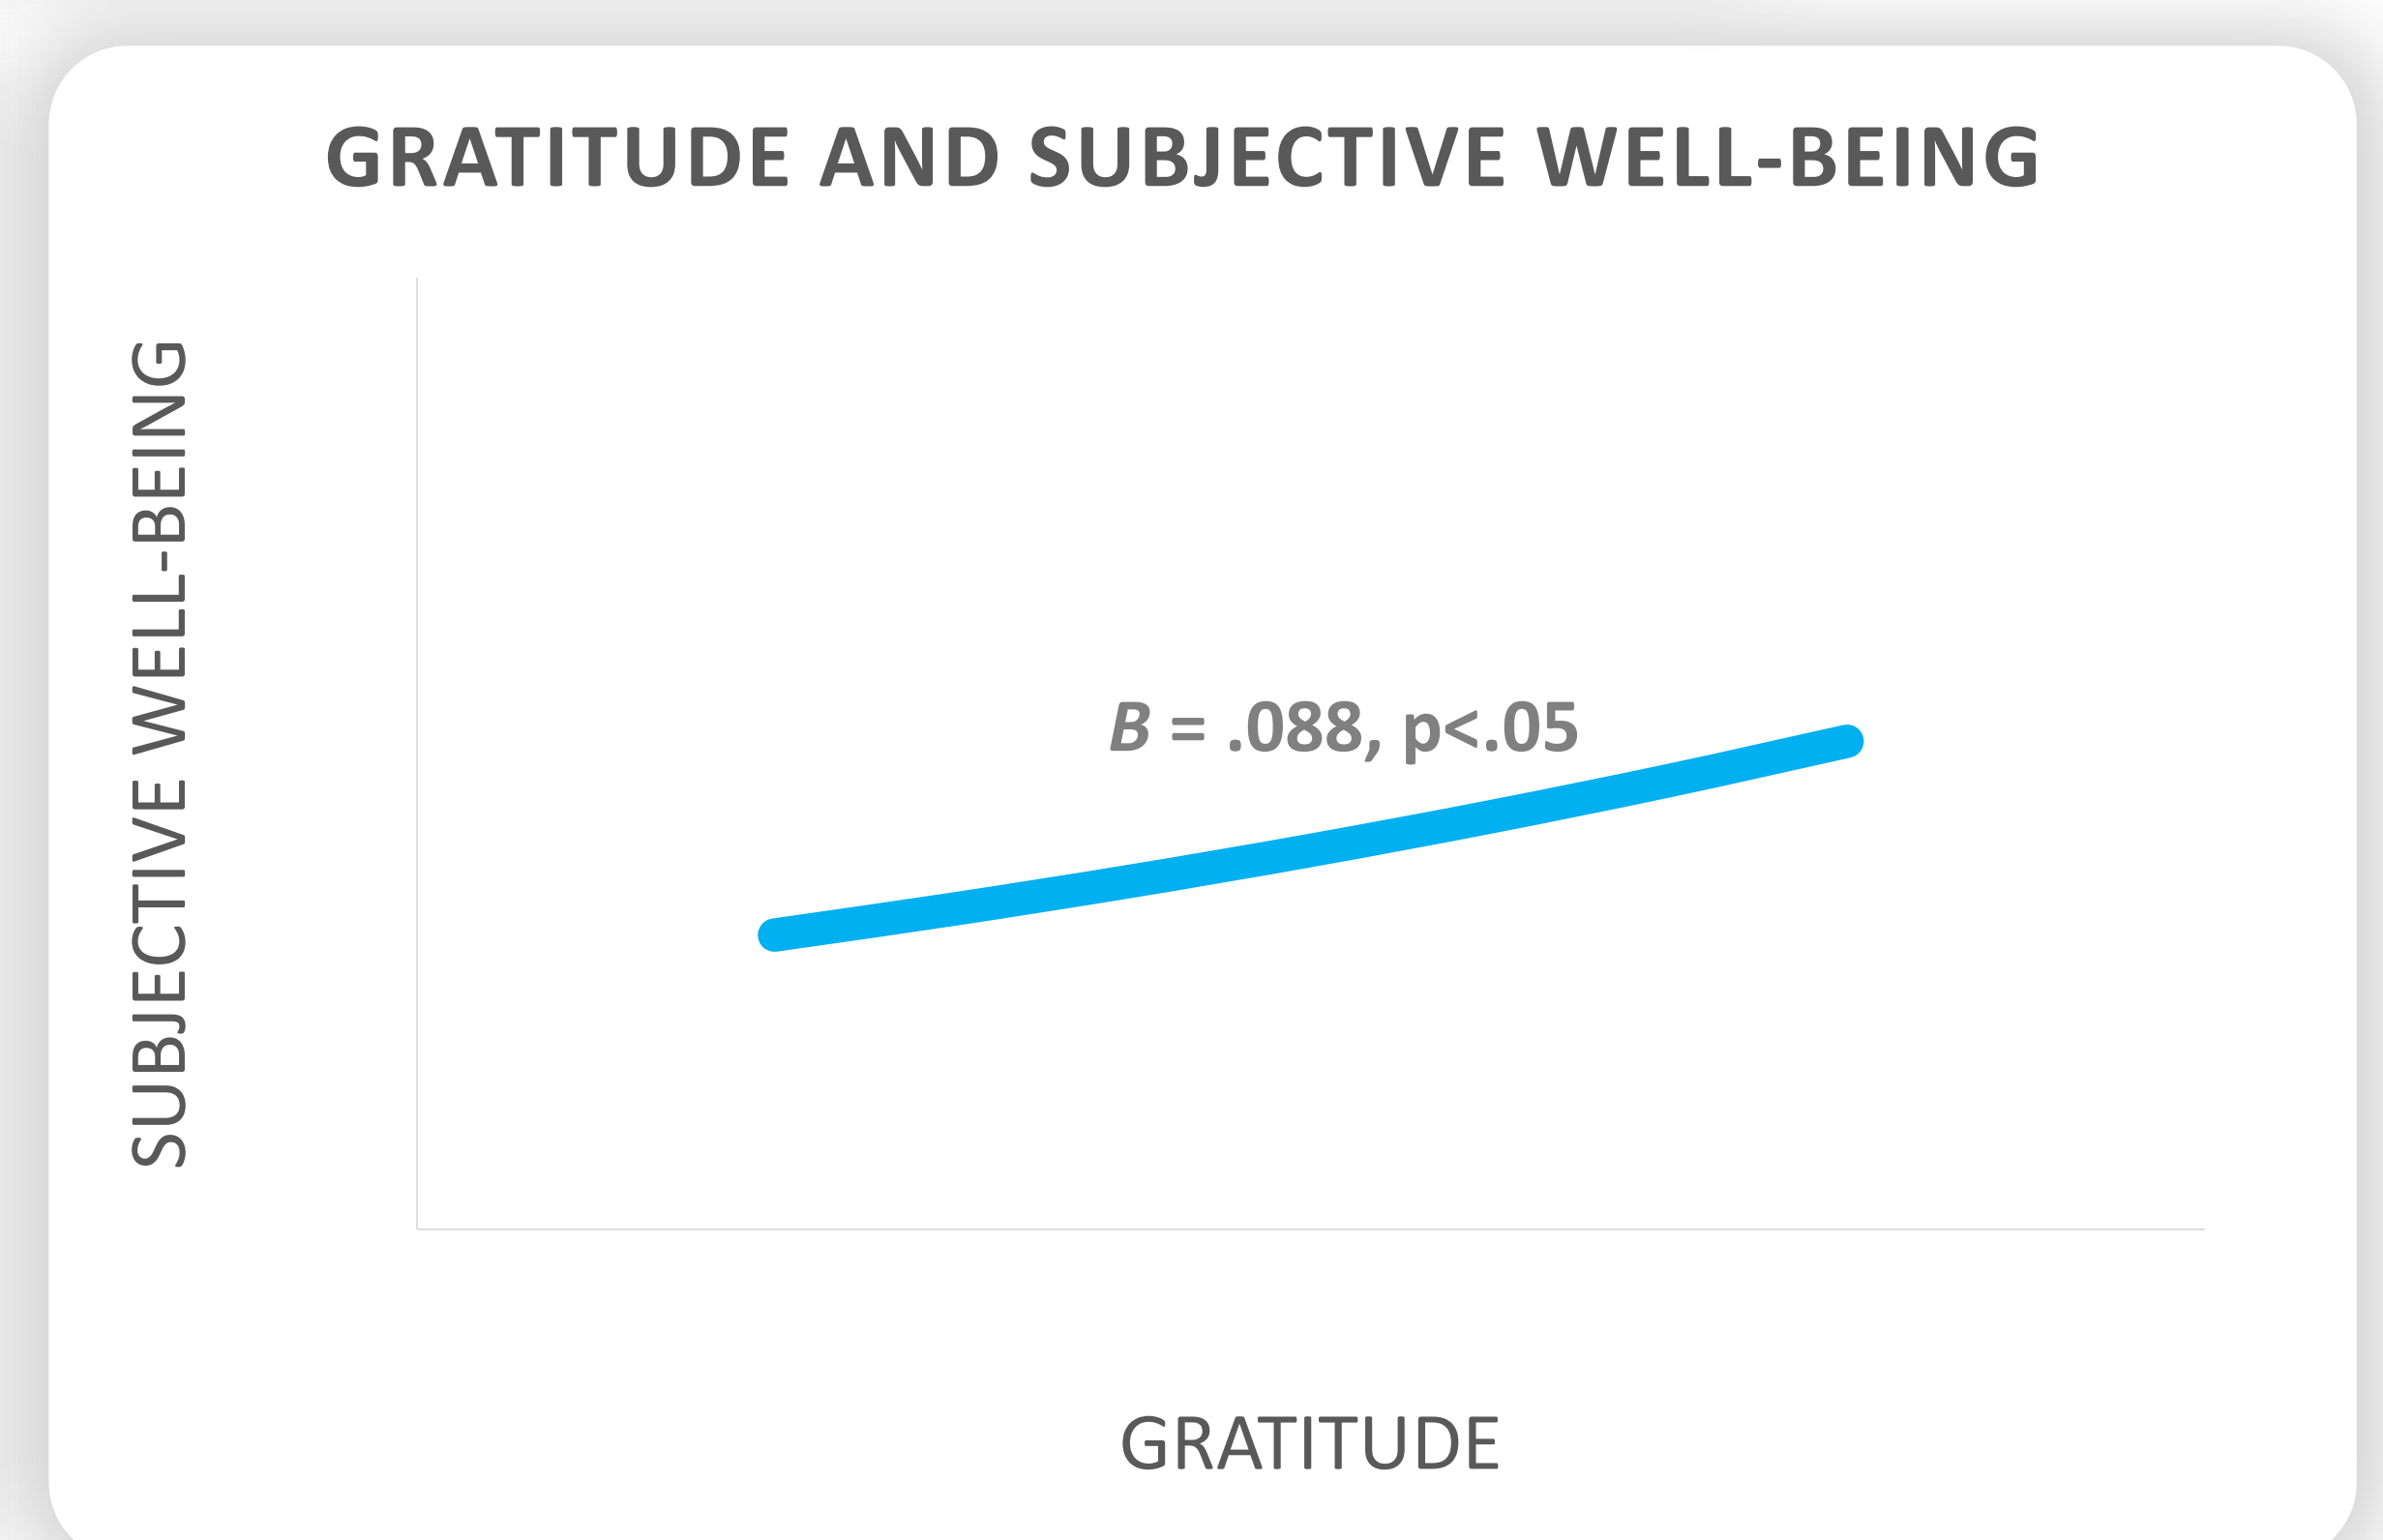 GRATITUDE AND SUBJECTIVE WELL-BEING
SUBJECTIVE WELL-BEING
B = .088, p<.05
GRATITUDE